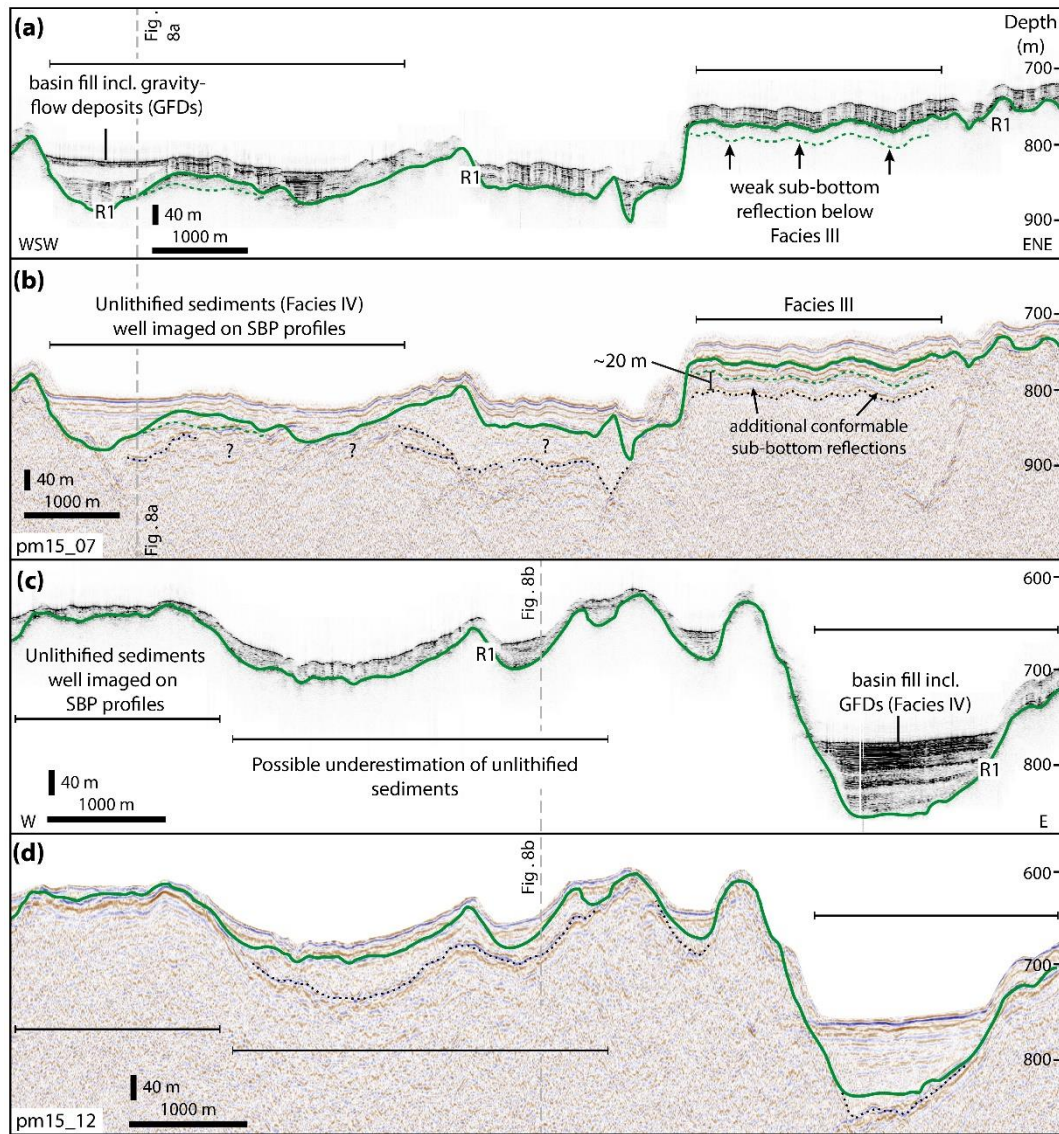 (a)
Fig.
8a
Depth
(m)
basin fill incl. gravity-
flow deposits (GFDs)
700
R1
800
R1
R1
weak sub-bottom
reflection below
Facies III
40 m
1000 m
900
WSW
ENE
(b)
Unlithified sediments (Facies IV)
well imaged on SBP profiles
Facies III
700
~20 m
800
additional conformable
sub-bottom reflections
?
?
?
900
40 m
1000 m
Fig. 8a
pm15_07
(c)
Fig. 8b
600
Unlithified sediments
well imaged on
SBP profiles
R1
700
basin fill incl.
GFDs (Facies IV)
Possible underestimation of unlithified
sediments
R1
800
40 m
1000 m
W
E
(d)
Fig. 8b
600
700
800
40 m
1000 m
pm15_12